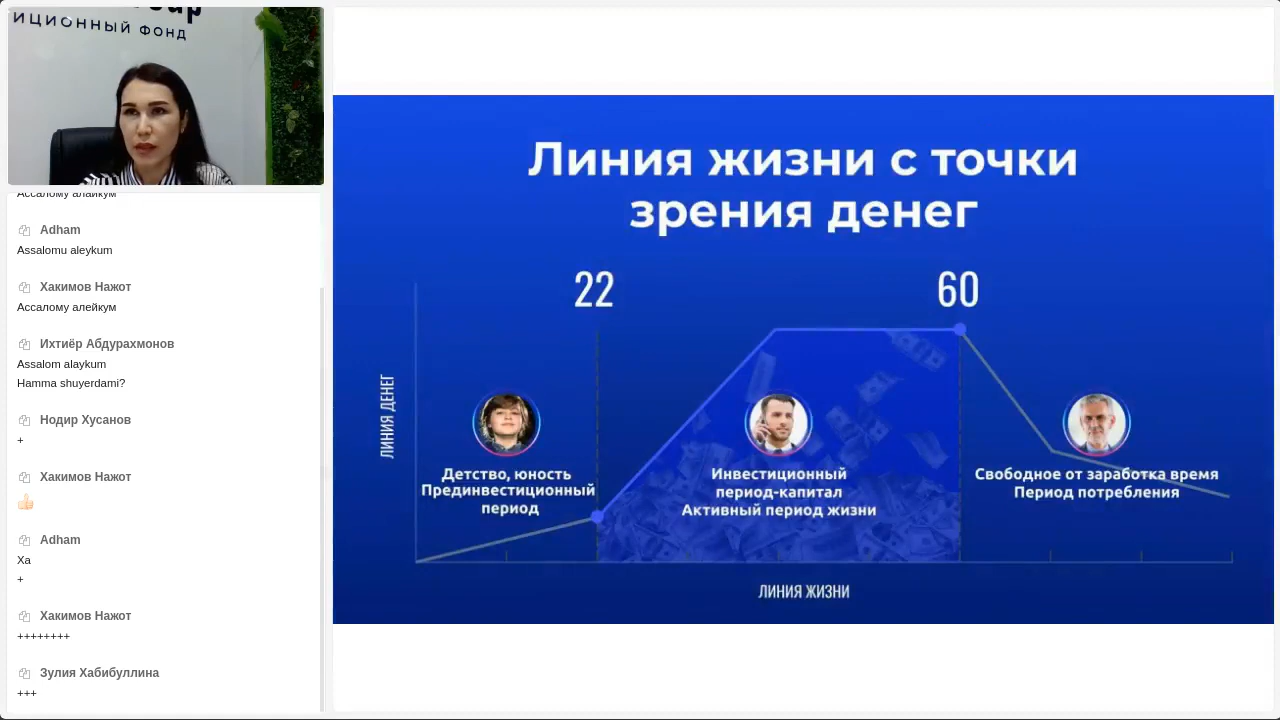 ИЦИОННЫЙ ФОНД
Ассалому алайкум
Adham
Assalomu aleykum
Хакимов Нажот
Ассалому алейкум
Ихтиёр Абдурахмонов
Assalom alaykum
Hamma shuyerdami?
Нодир Хусанов
+
Хакимов Нажот
👍
Adham
Xa
+
Хакимов Нажот
++++++++
Зулия Хабибуллина
+++
Линия жизни с точки
зрения денег
22
60
ЛИНИЯ ДЕНЕГ
Детство, юность
Прединвестиционный
период
Инвестиционный
период-капитал
Активный период жизни
Свободное от заработка время
Период потребления
ЛИНИЯ ЖИЗНИ